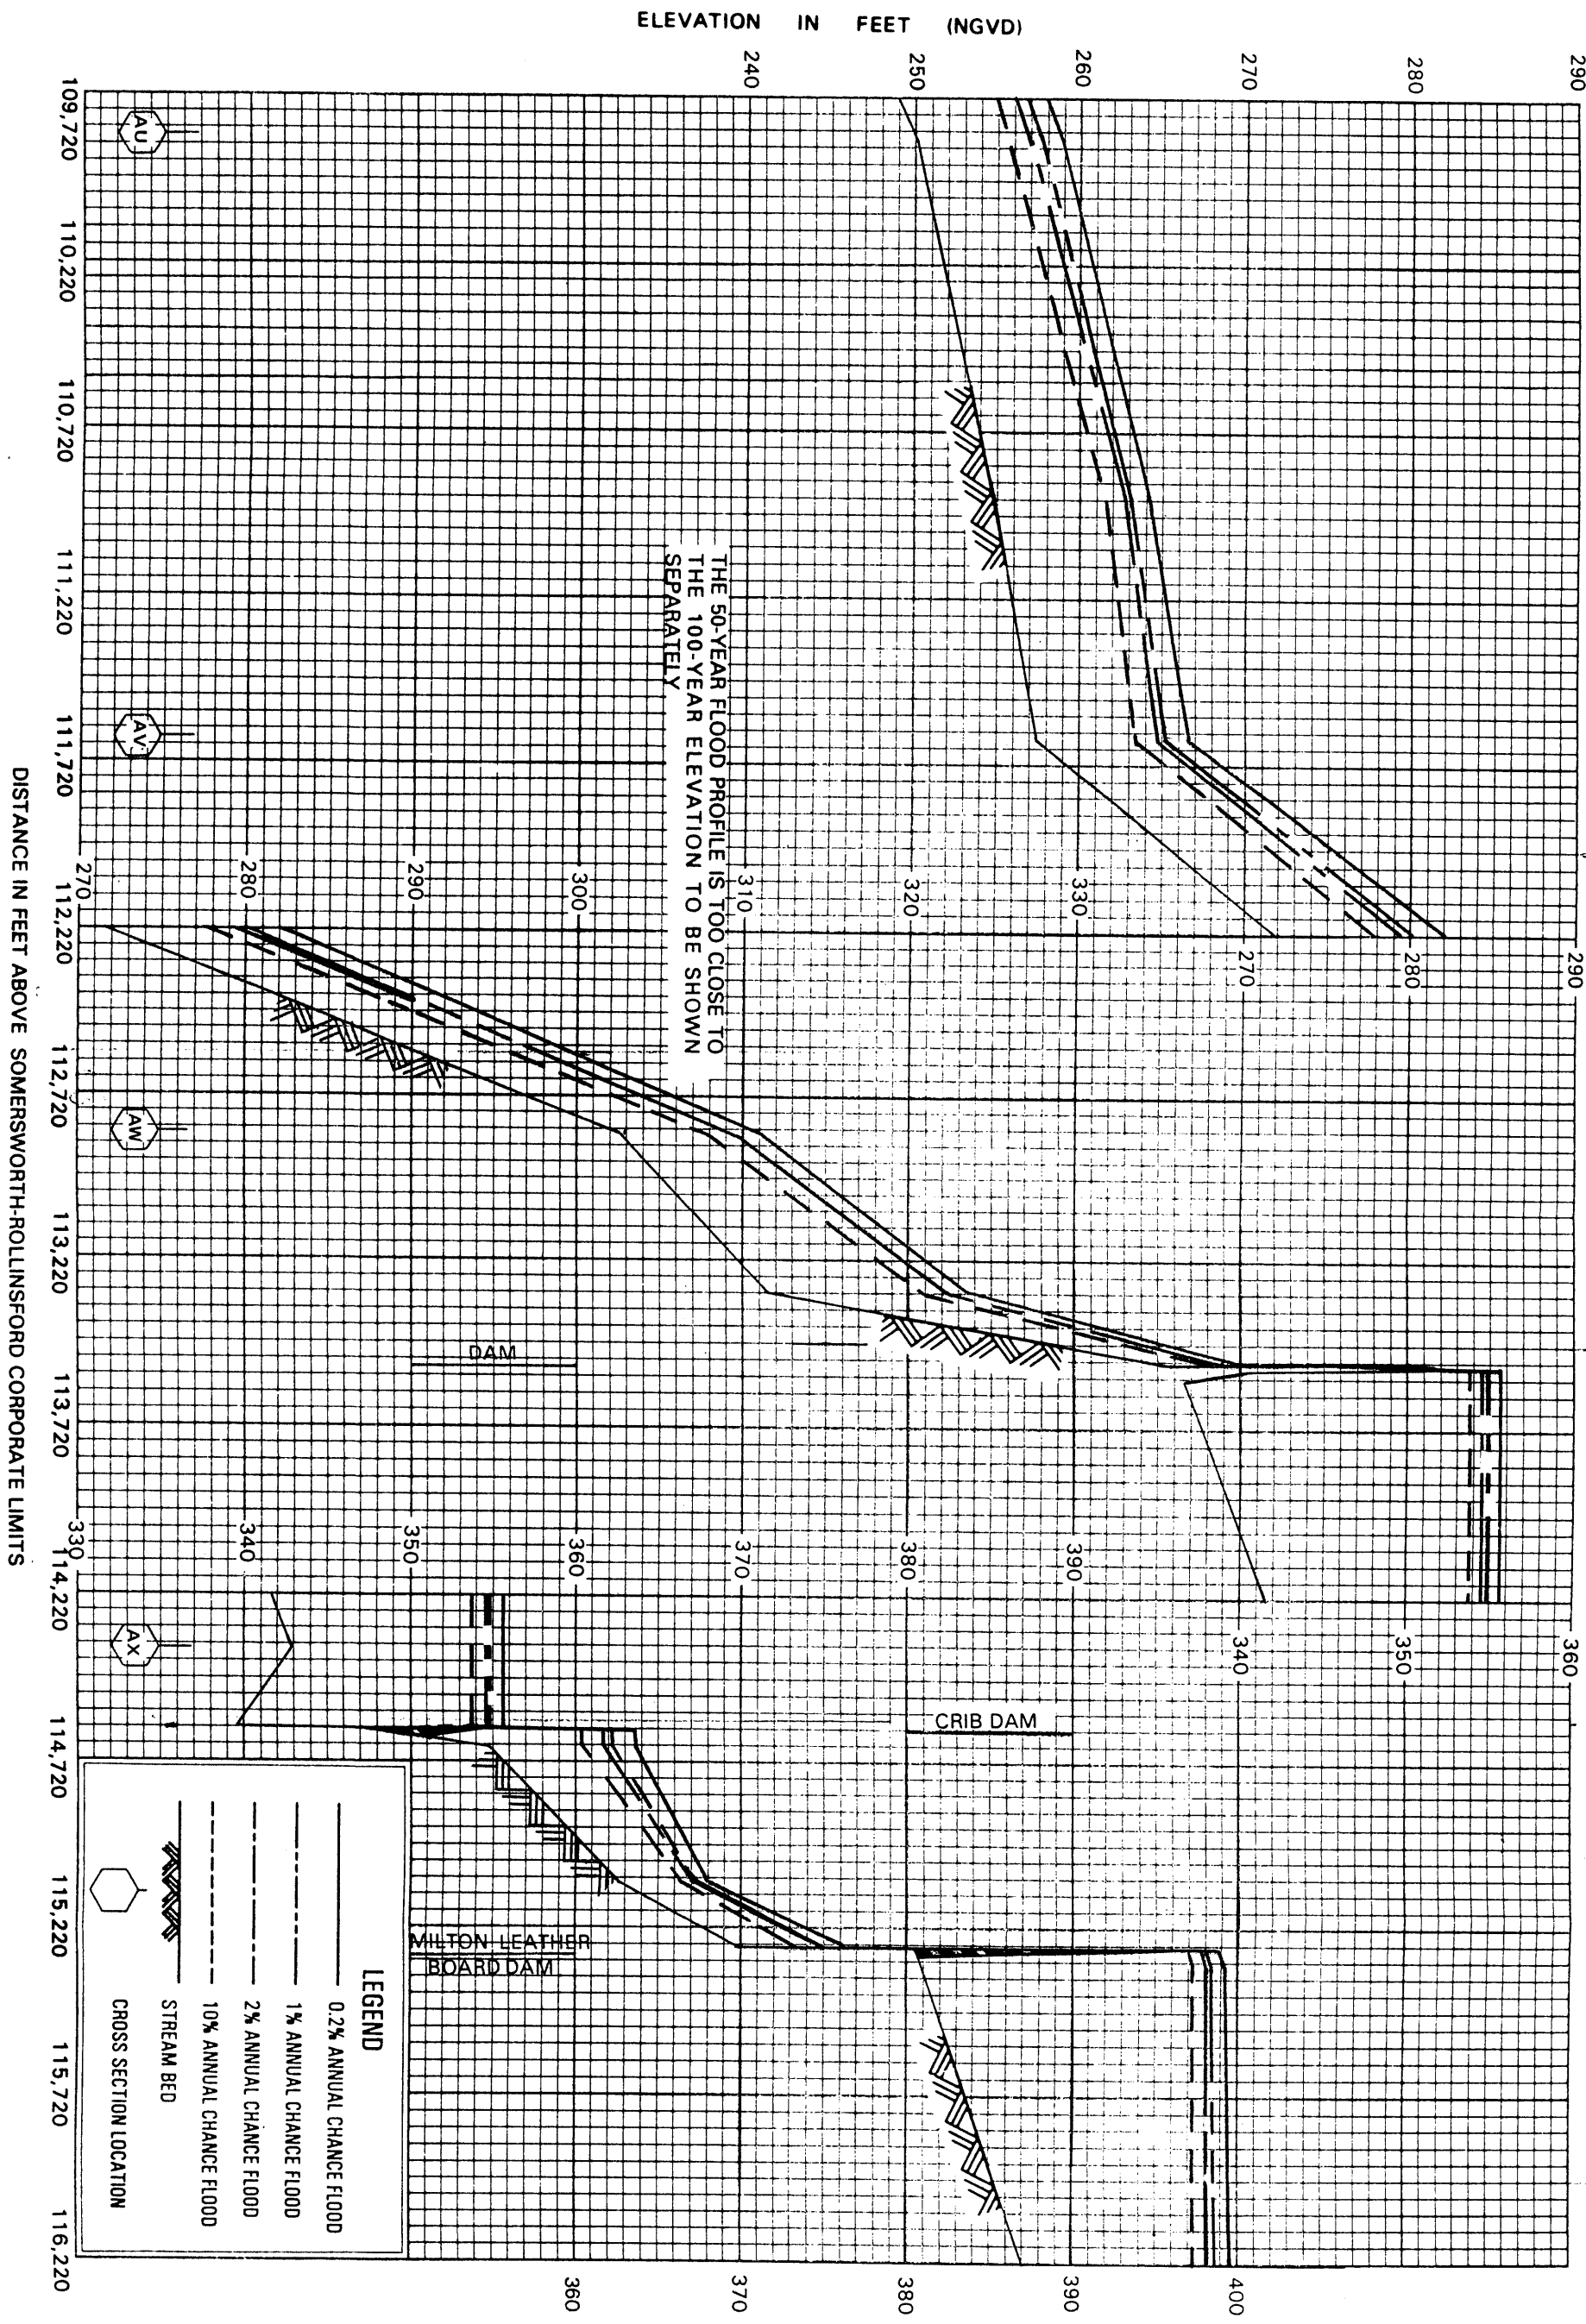 ELEVATION IN FEET (NGVD)
290
280
270
260
250
240
290
280
270
330
320
310
300
290
280
270
360
350
340
390
380
370
360
350
340
330
400
390
380
370
360
THE 50-YEAR FLOOD PROFILE IS TOO CLOSE TO
THE 100-YEAR ELEVATION TO BE SHOWN
SEPARATELY
DAM
CRIB DAM
MILTON LEATHER
BOARD DAM
AU
AV
AW
AX
LEGEND
0.2% ANNUAL CHANCE FLOOD
1% ANNUAL CHANCE FLOOD
2% ANNUAL CHANCE FLOOD
10% ANNUAL CHANCE FLOOD
STREAM BED
CROSS SECTION LOCATION
109,720
110,220
110,720
111,220
111,720
112,220
112,720
113,220
113,720
114,220
114,720
115,220
115,720
116,220
DISTANCE IN FEET ABOVE SOMERSWORTH-ROLLINSFORD CORPORATE LIMITS